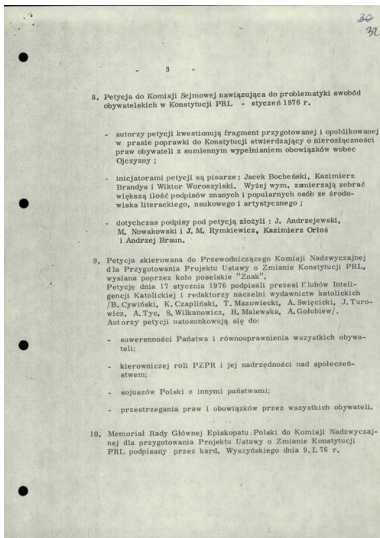 30
32
- 3 -
8. Petycja do Komisji Sejmowej nawiązująca do problematyki swobód
obywatelskich w Konstytucji PRL - styczeń 1976 r.
- autorzy petycji kwestionują fragment przygotowanej i opublikowanej
w prasie poprawki do Konstytucji stwierdzający o nierozłączności
praw obywateli z sumiennym wypełnianiem obowiązków wobec
Ojczyzny ;
- inicjatorami petycji są pisarze : Jacek Bocheński, Kazimierz
Brandys i Wiktor Woroszylski. Wyżej wym. zamierzają zebrać
większą ilość podpisów znanych i popularnych osób ze środo-
wiska literackiego, naukowego i artystycznego ;
- dotychczas podpisy pod petycją złożyli : J. Andrzejewski,
M. Nowakowski i J. M. Rymkiewicz, Kazimierz Orłoś
i Andrzej Braun.
9. Petycja skierowana do Przewodniczącego Komisji Nadzwyczajnej
dla Przygotowania Projektu Ustawy o Zmianie Konstytucji PRL,
wysłana poprzez koło poselskie "Znak".
Petycję dnia 17 stycznia 1976 podpisali prezesi Klubów Inteli-
gencji Katolickiej i redaktorzy naczelni wydawnictw katolickich
/B. Cywiński, K. Czapliński, T. Mazowiecki, A. Święcicki, J. Turo-
wicz, A. Tyc, S. Wilkanowicz, H. Malewska, A. Gołubiew/.
Autorzy petycji ustosunkowują się do:
- suwerenności Państwa i równouprawnienia wszystkich obywa-
teli;
- kierowniczej roli PZPR i jej nadrzędności nad społeczeń-
stwem;
- sojuszów Polski z innymi państwami;
- przestrzegania praw i obowiązków przez wszystkich obywateli.
10. Memoriał Rady Głównej Episkopatu Polski do Komisji Nadzwyczaj-
nej dla przygotowania Projektu Ustawy o Zmianie Konstytucji
PRL podpisany przez kard. Wyszyńskiego dnia 9.I.76 r.